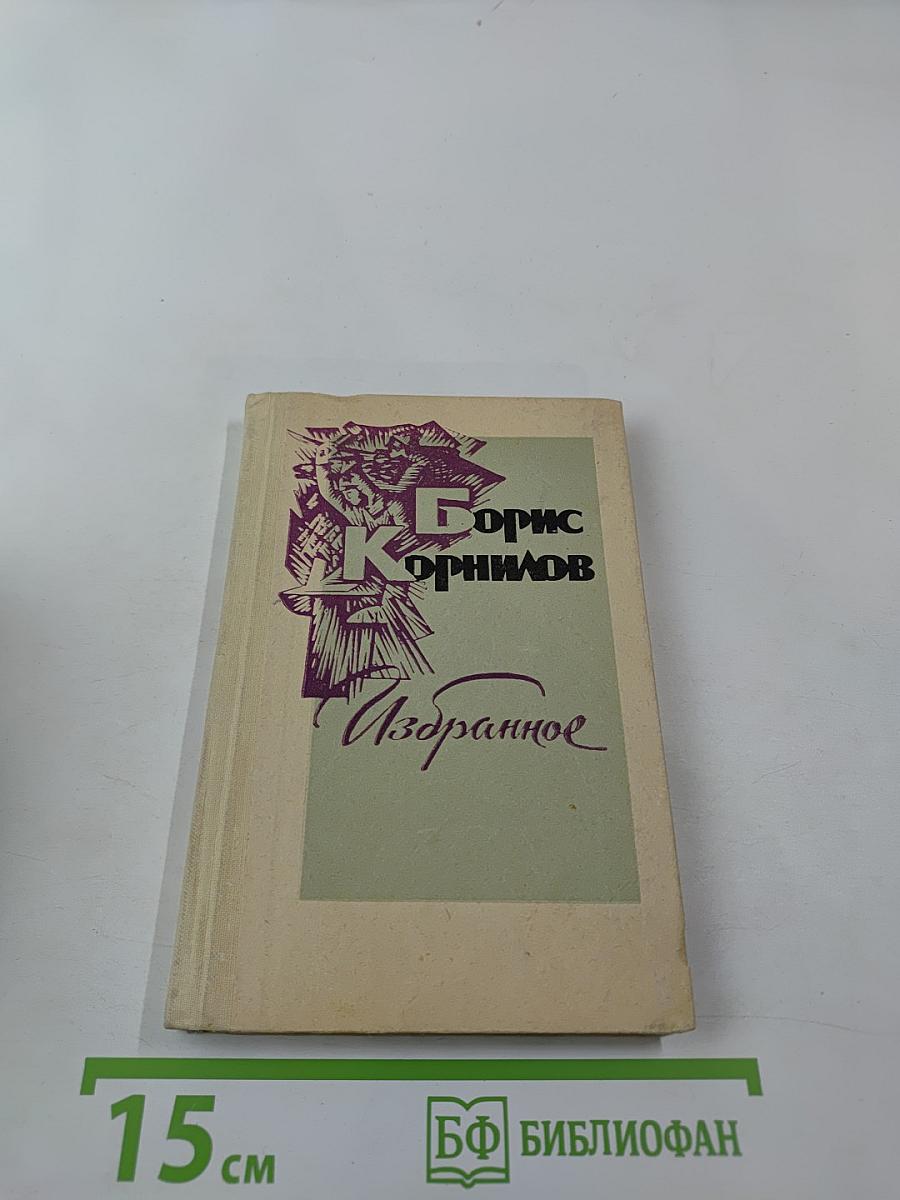 Борис
Корнилов
Избранное
15 см
БФ БИБЛИОФАН